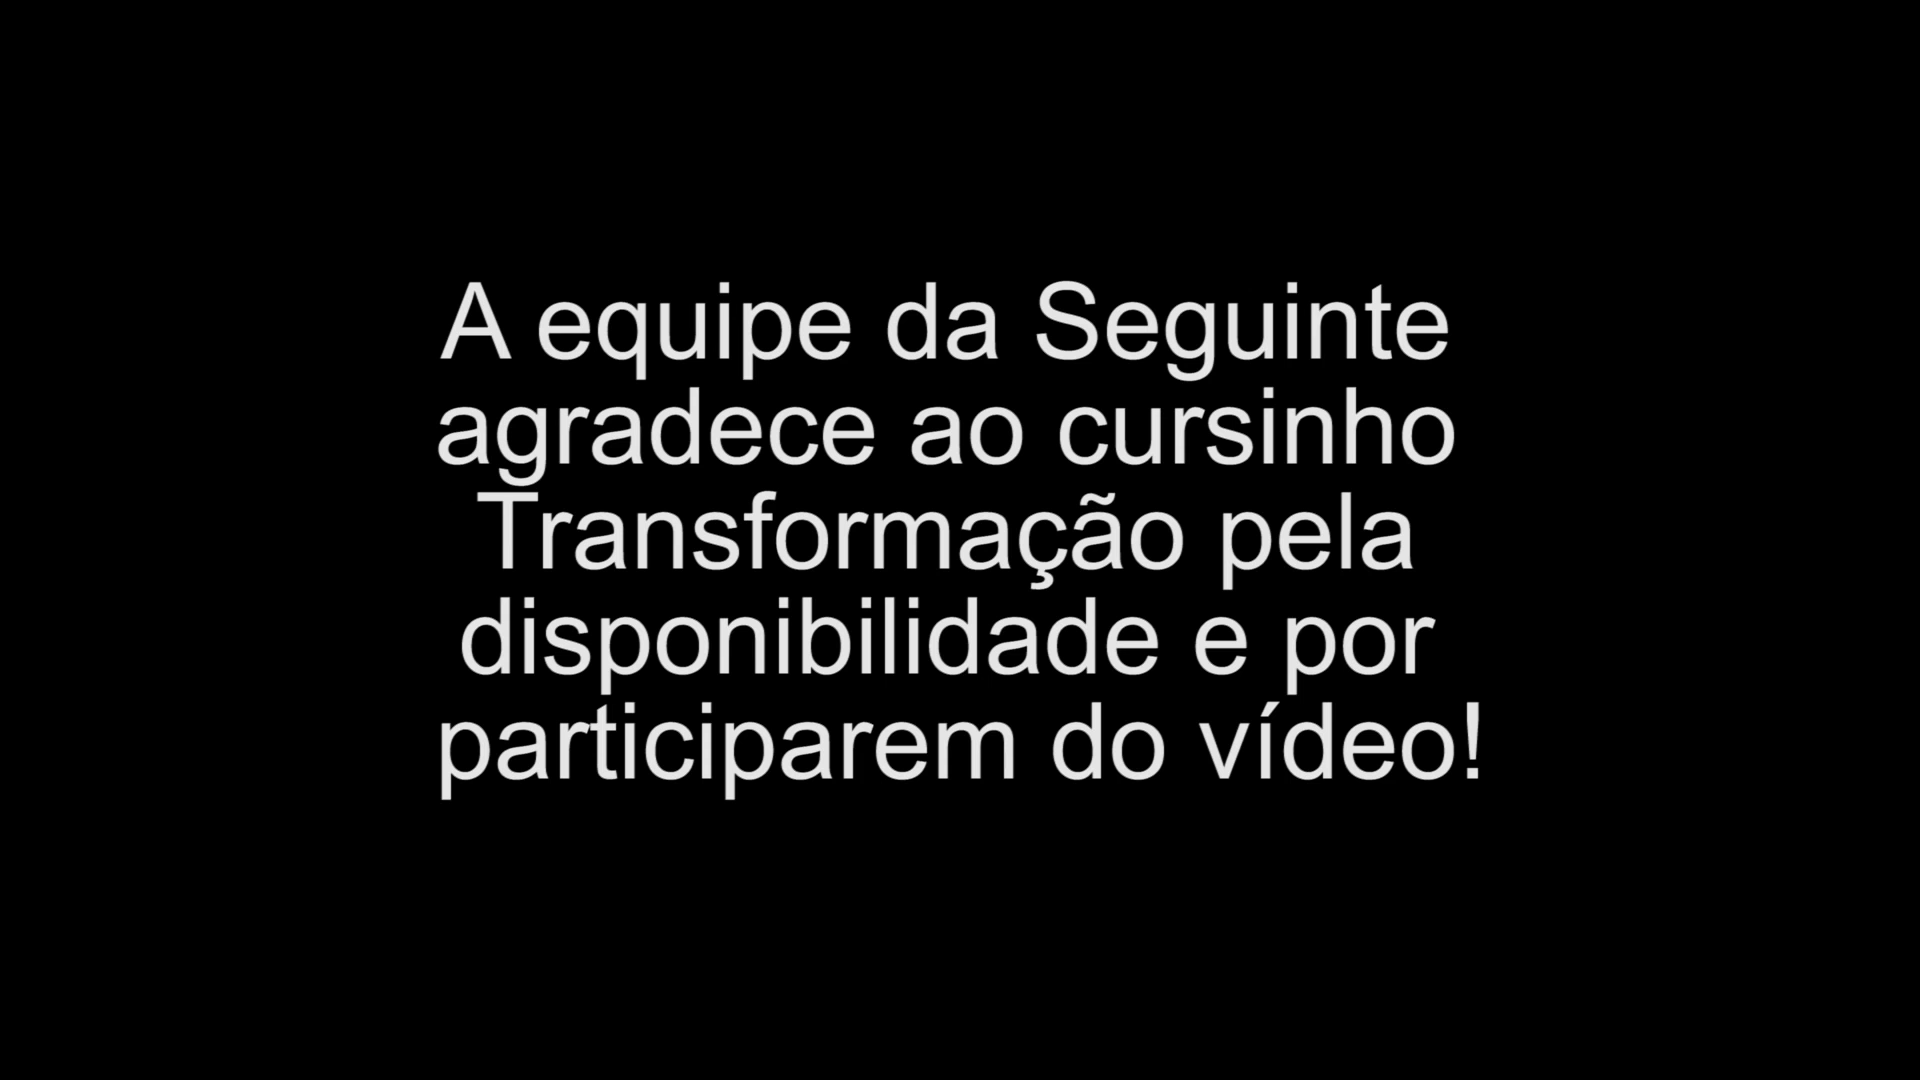 A equipe da Seguinte
agradece ao cursinho
Transformação pela
disponibilidade e por
participarem do vídeo!